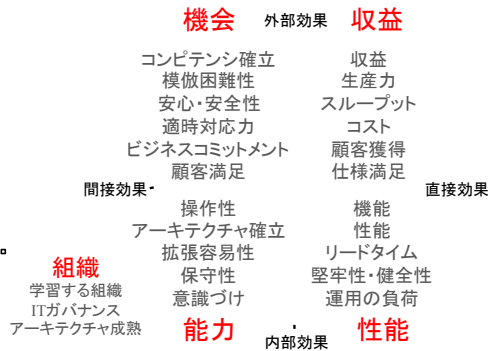 機会 外部効果 収益
コンピテンシ確立 収益
模倣困難性 生産力
安心・安全性 スループット
適時対応力 コスト
ビジネスコミットメント 顧客獲得
顧客満足 仕様満足
間接効果 直接効果
操作性 機能
アーキテクチャ確立 性能
拡張容易性 リードタイム
保守性 堅牢性・健全性
意識づけ 運用の負荷
組織
学習する組織
ITガバナンス
アーキテクチャ成熟
能力 内部効果 性能